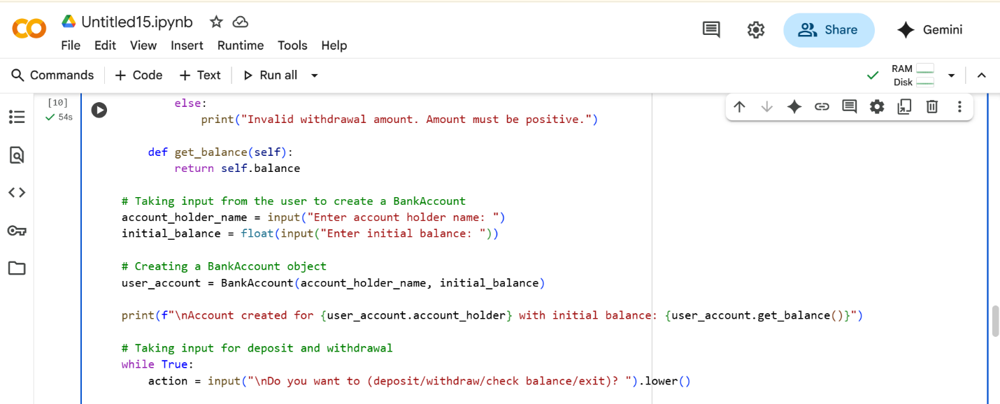 Untitled15.ipynb
File Edit View Insert Runtime Tools Help
Share
Gemini
Commands + Code + Text Run all
RAM
Disk
[10]
54s
        else:
            print("Invalid withdrawal amount. Amount must be positive.")
    def get_balance(self):
        return self.balance
# Taking input from the user to create a BankAccount
account_holder_name = input("Enter account holder name: ")
initial_balance = float(input("Enter initial balance: "))
# Creating a BankAccount object
user_account = BankAccount(account_holder_name, initial_balance)
print(f"\nAccount created for {user_account.account_holder} with initial balance: {user_account.get_balance()}")
# Taking input for deposit and withdrawal
while True:
    action = input("\nDo you want to (deposit/withdraw/check balance/exit)? ").lower()